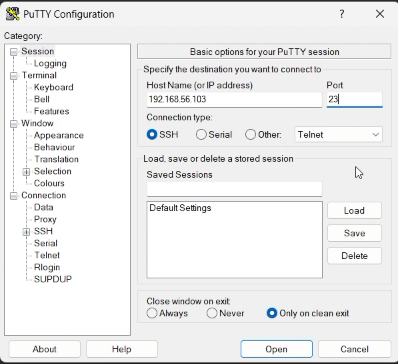 PuTTY Configuration
Category:
Session
Logging
Terminal
Keyboard
Bell
Features
Window
Appearance
Behaviour
Translation
Selection
Colours
Connection
Data
Proxy
SSH
Serial
Telnet
Rlogin
SUPDUP
Basic options for your PuTTY session
Specify the destination you want to connect to
Host Name (or IP address) Port
192.168.56.103 23
Connection type:
SSH Serial Other: Telnet
Load, save or delete a stored session
Saved Sessions
Default Settings
Load
Save
Delete
Close window on exit:
Always Never Only on clean exit
About Help Open Cancel